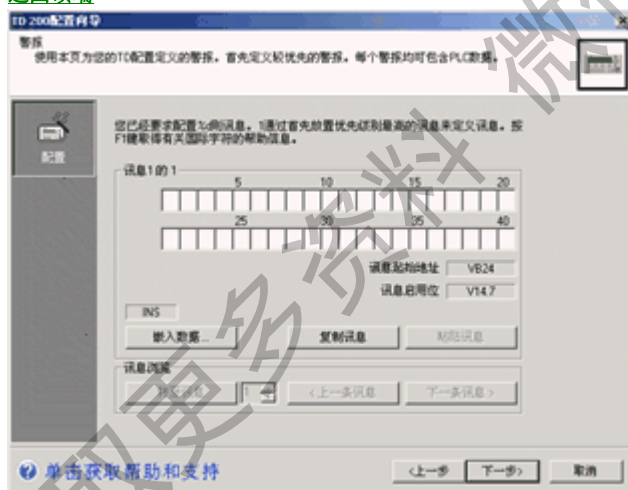 TD 200配置向导
警报
使用本页为您的TD配置定义的警报。首先定义较优先的警报。每个警报均可包含PLC数据。
配置
您已经要求配置%d则讯息。1通过首先放置优先级别最高的讯息来定义讯息。按
F1键取得有关国际字符的帮助信息。
讯息1的 1
5 10 15 20
25 30 35 40
讯息起始地址 VB24
讯息启用位 V14.7
INS
嵌入数据... 复制讯息 粘贴讯息
讯息浏览
1 <上一条讯息 下一条讯息>
单击获取帮助和支持
<上一步 下一步> 取消